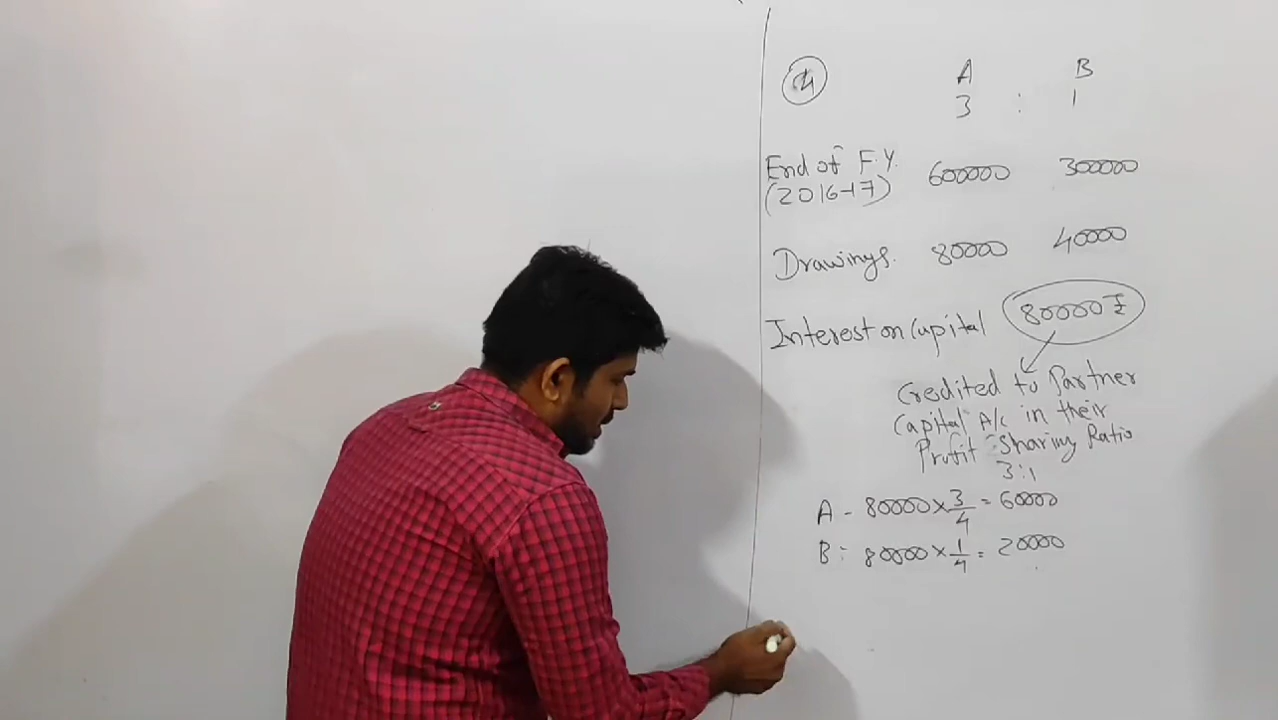 4 A B
3 : 1
End of F.Y. 600000 300000
(2016-17)
Drawings. 80000 40000
Interest on Capital 80000 ₹
Credited to Partner
Capital A/c in their
Profit Sharing Ratio
3:1
A - 80000 × 3/4 = 60000
B : 80000 × 1/4 = 20000